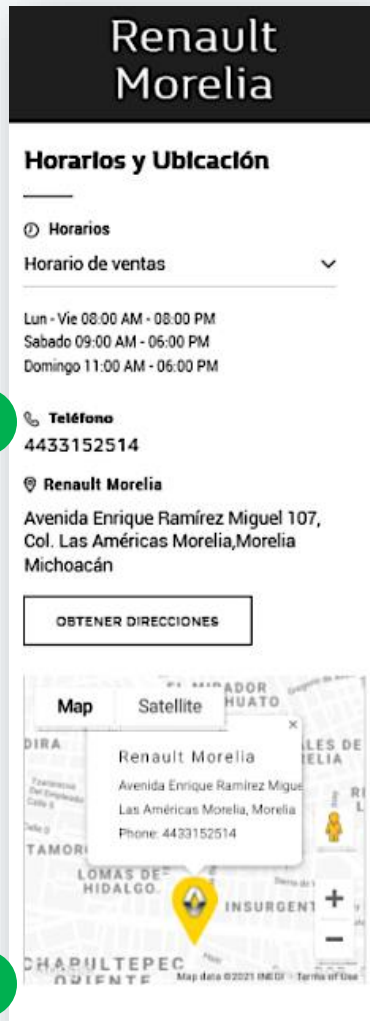 Renault
Morelia
Horarios y Ubicación
Horarios
Horario de ventas
Lun - Vie 08:00 AM - 08:00 PM
Sabado 09:00 AM - 06:00 PM
Domingo 11:00 AM - 06:00 PM
Teléfono
4433152514
Renault Morelia
Avenida Enrique Ramírez Miguel 107,
Col. Las Américas Morelia,Morelia
Michoacán
OBTENER DIRECCIONES
Map Satellite
Renault Morelia
Avenida Enrique Ramírez Migue
Las Américas Morelia, Morelia
Phone: 4433152514
LOMAS DE
HIDALGO
INSURGENT
CHAPULTEPEC
ORIENTE
Map data ©2021 INEGI
Terms of Use